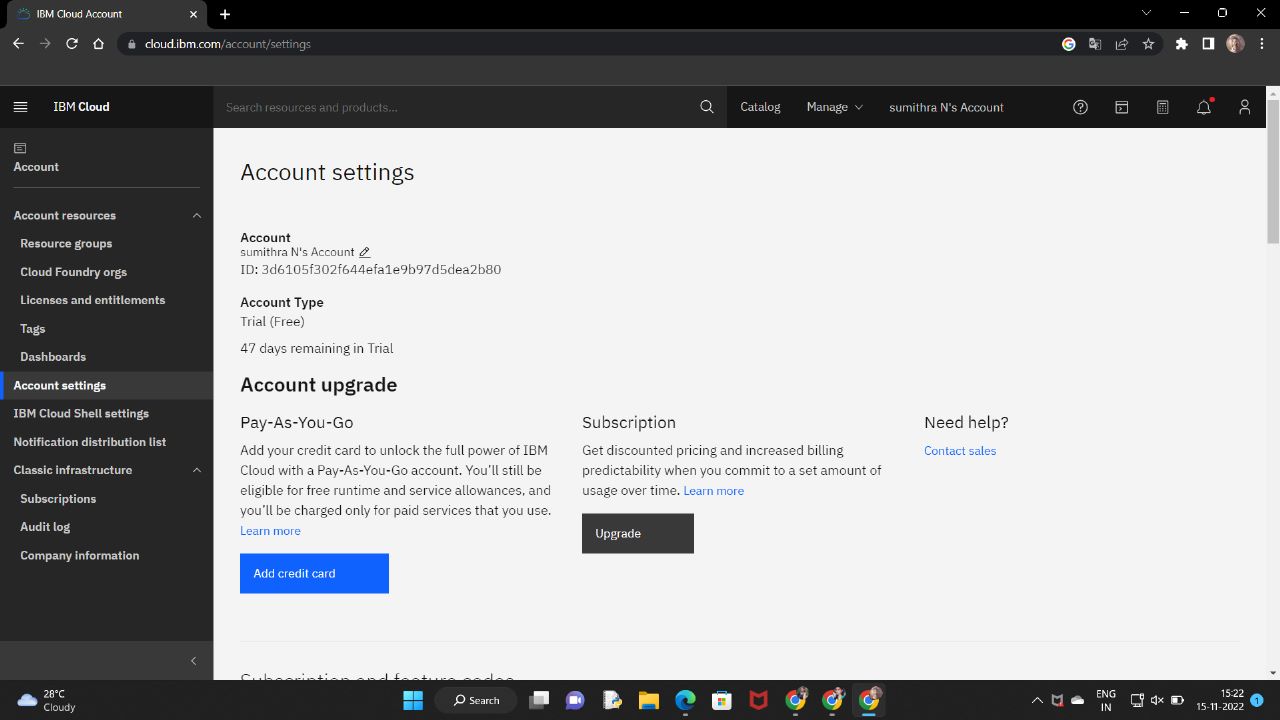 IBM Cloud Account
cloud.ibm.com/account/settings
IBM Cloud
Search resources and products...
Catalog
Manage
sumithra N's Account
Account
Account resources
Resource groups
Cloud Foundry orgs
Licenses and entitlements
Tags
Dashboards
Account settings
IBM Cloud Shell settings
Notification distribution list
Classic infrastructure
Subscriptions
Audit log
Company information
Account settings
Account
sumithra N's Account
ID: 3d6105f302f644efa1e9b97d5dea2b80
Account Type
Trial (Free)
47 days remaining in Trial
Account upgrade
Pay-As-You-Go
Add your credit card to unlock the full power of IBM
Cloud with a Pay-As-You-Go account. You'll still be
eligible for free runtime and service allowances, and
you'll be charged only for paid services that you use.
Learn more
Add credit card
Subscription
Get discounted pricing and increased billing
predictability when you commit to a set amount of
usage over time. Learn more
Upgrade
Need help?
Contact sales
Subscription and feature codes
28°C
Cloudy
Search
ENG
IN
15:22
15-11-2022
1